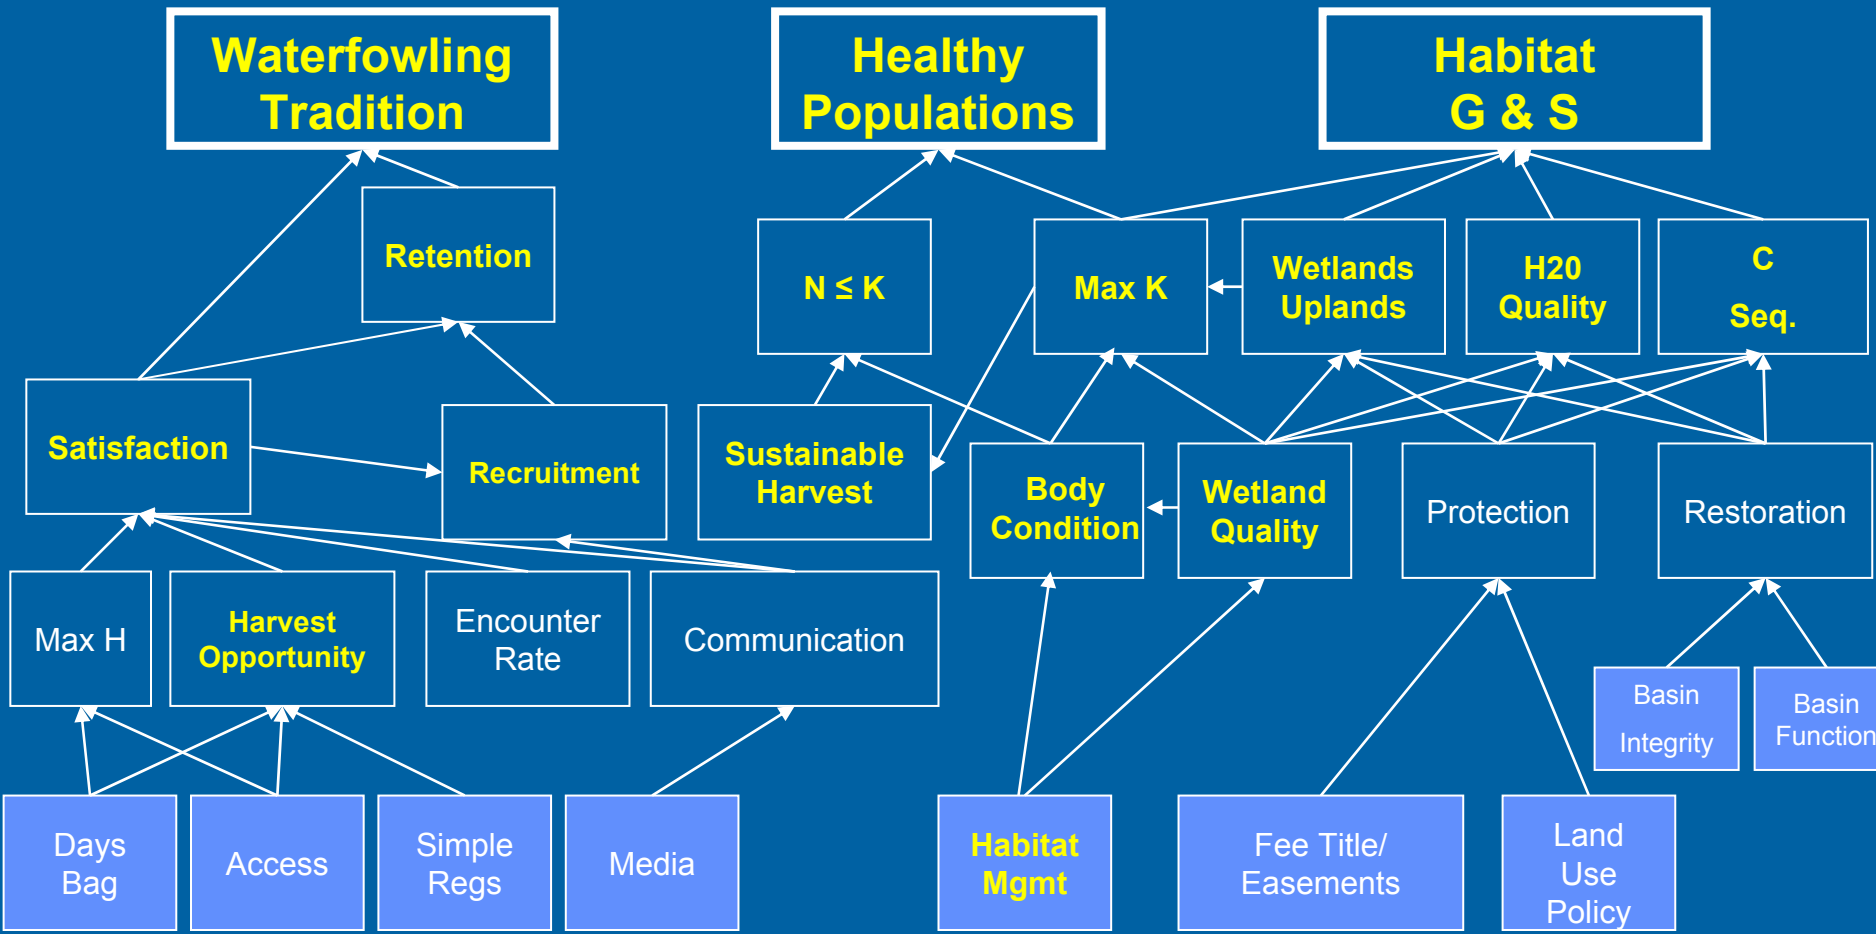 Waterfowling
Tradition
Healthy
Populations
Habitat
G & S
Retention
N ≤ K
Max K
Wetlands
Uplands
H20
Quality
C
Seq.
Satisfaction
Recruitment
Sustainable
Harvest
Body
Condition
Wetland
Quality
Protection
Restoration
Max H
Harvest
Opportunity
Encounter
Rate
Communication
Basin
Integrity
Basin
Function
Days
Bag
Access
Simple
Regs
Media
Habitat
Mgmt
Fee Title/
Easements
Land
Use
Policy